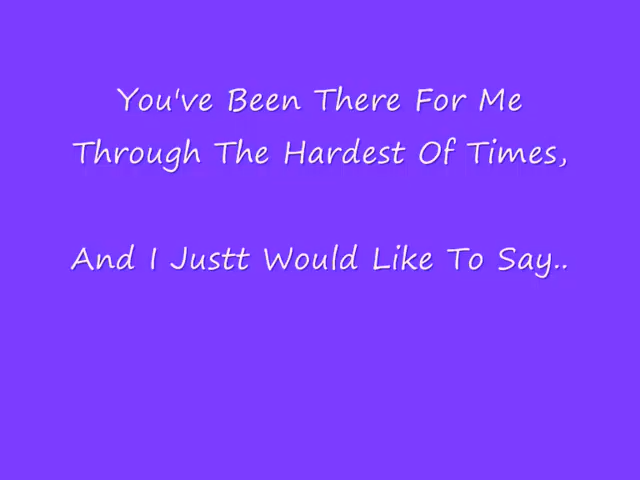 You've Been There For Me
Through The Hardest Of Times,
And I Justt Would Like To Say..